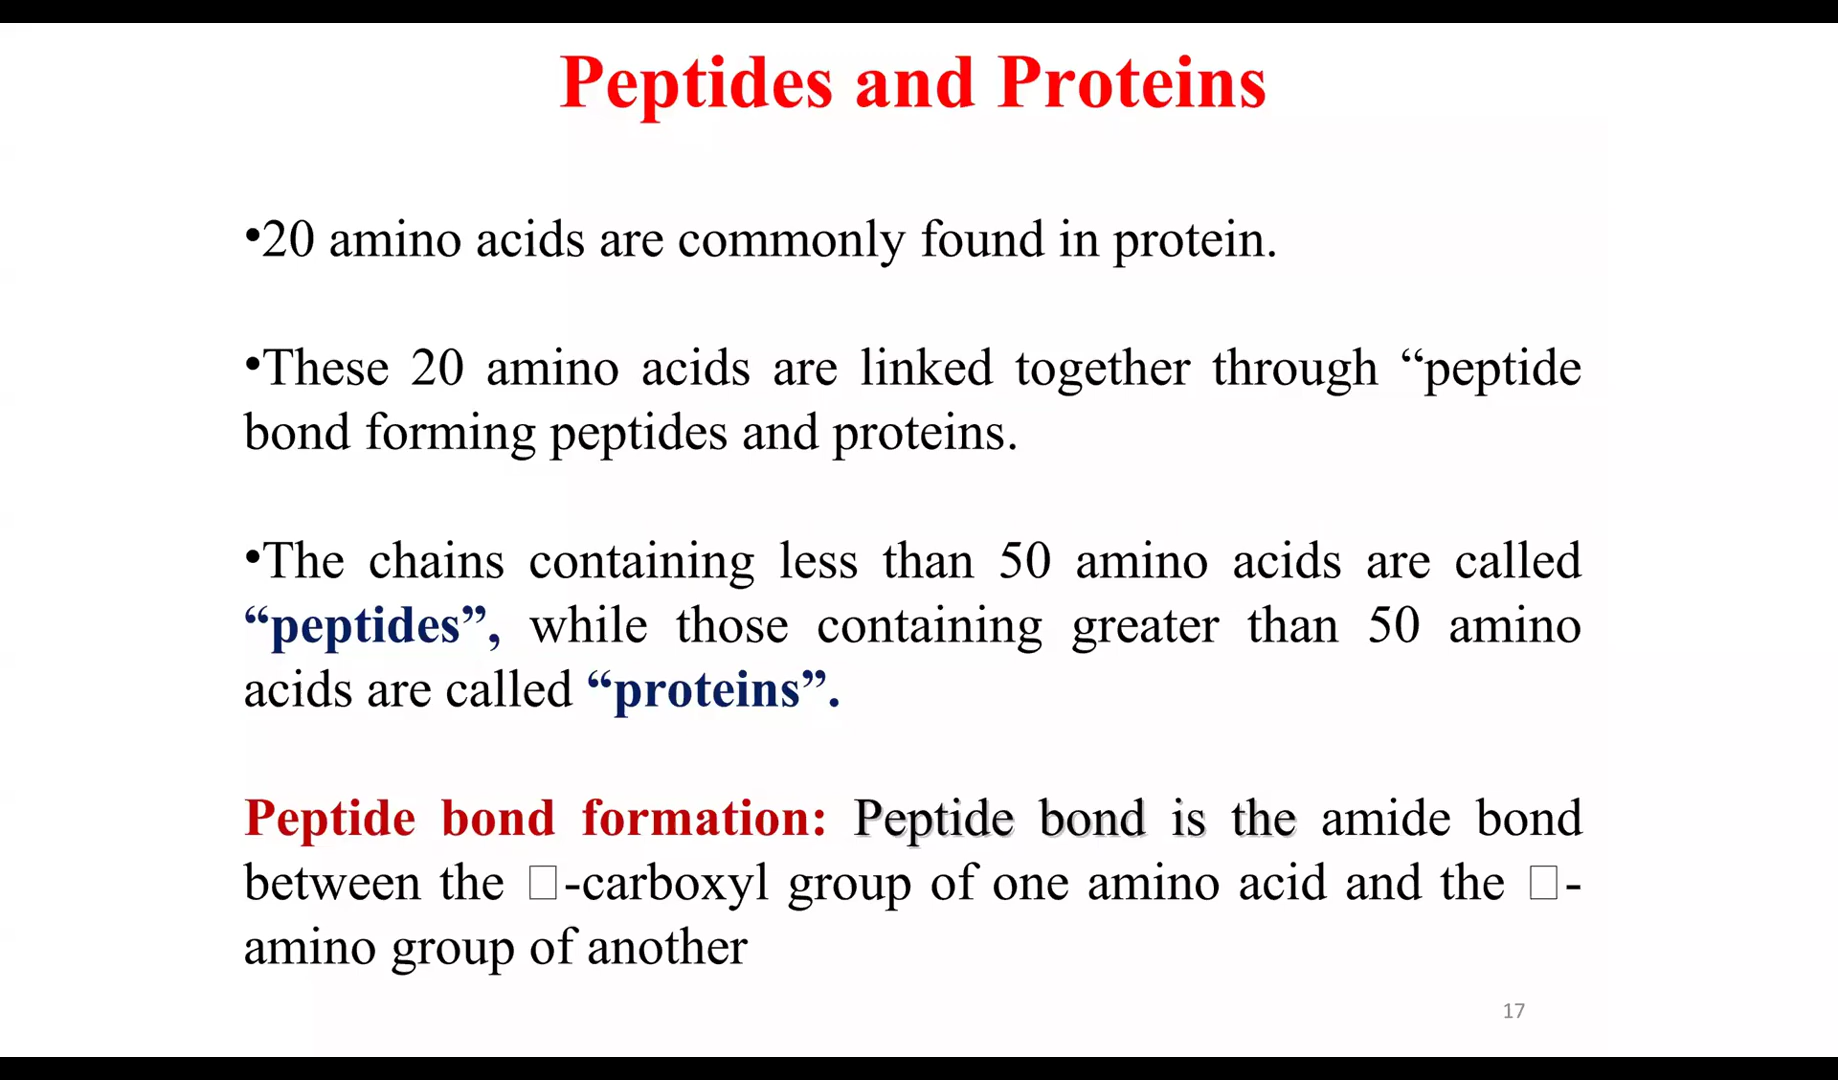 Peptides and Proteins
•20 amino acids are commonly found in protein.
•These 20 amino acids are linked together through “peptide
bond forming peptides and proteins.
•The chains containing less than 50 amino acids are called
“peptides”, while those containing greater than 50 amino
acids are called “proteins”.
Peptide bond formation: Peptide bond is the amide bond
between the □-carboxyl group of one amino acid and the □-
amino group of another
17